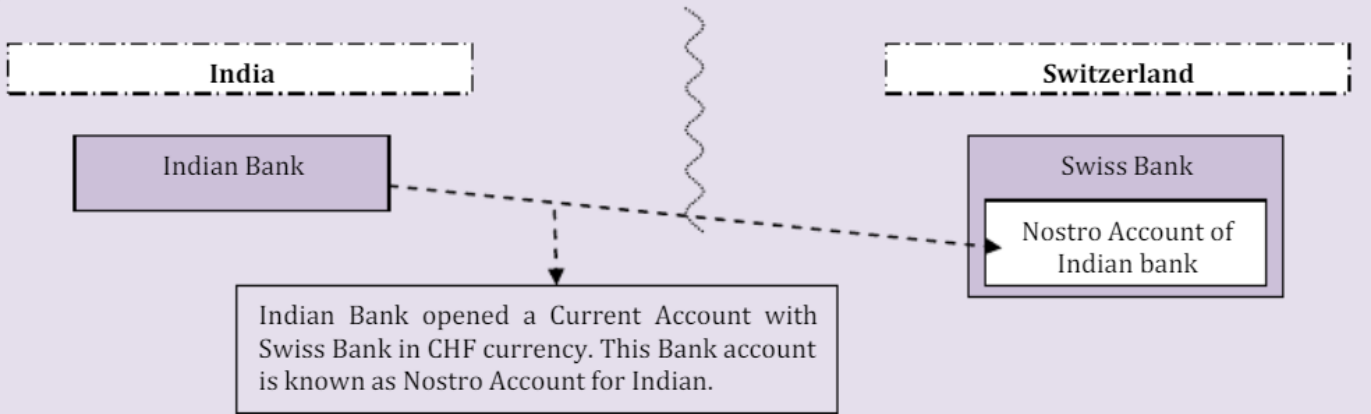 India
Switzerland
Indian Bank
Swiss Bank
Nostro Account of
Indian bank
Indian Bank opened a Current Account with
Swiss Bank in CHF currency. This Bank account
is known as Nostro Account for Indian.